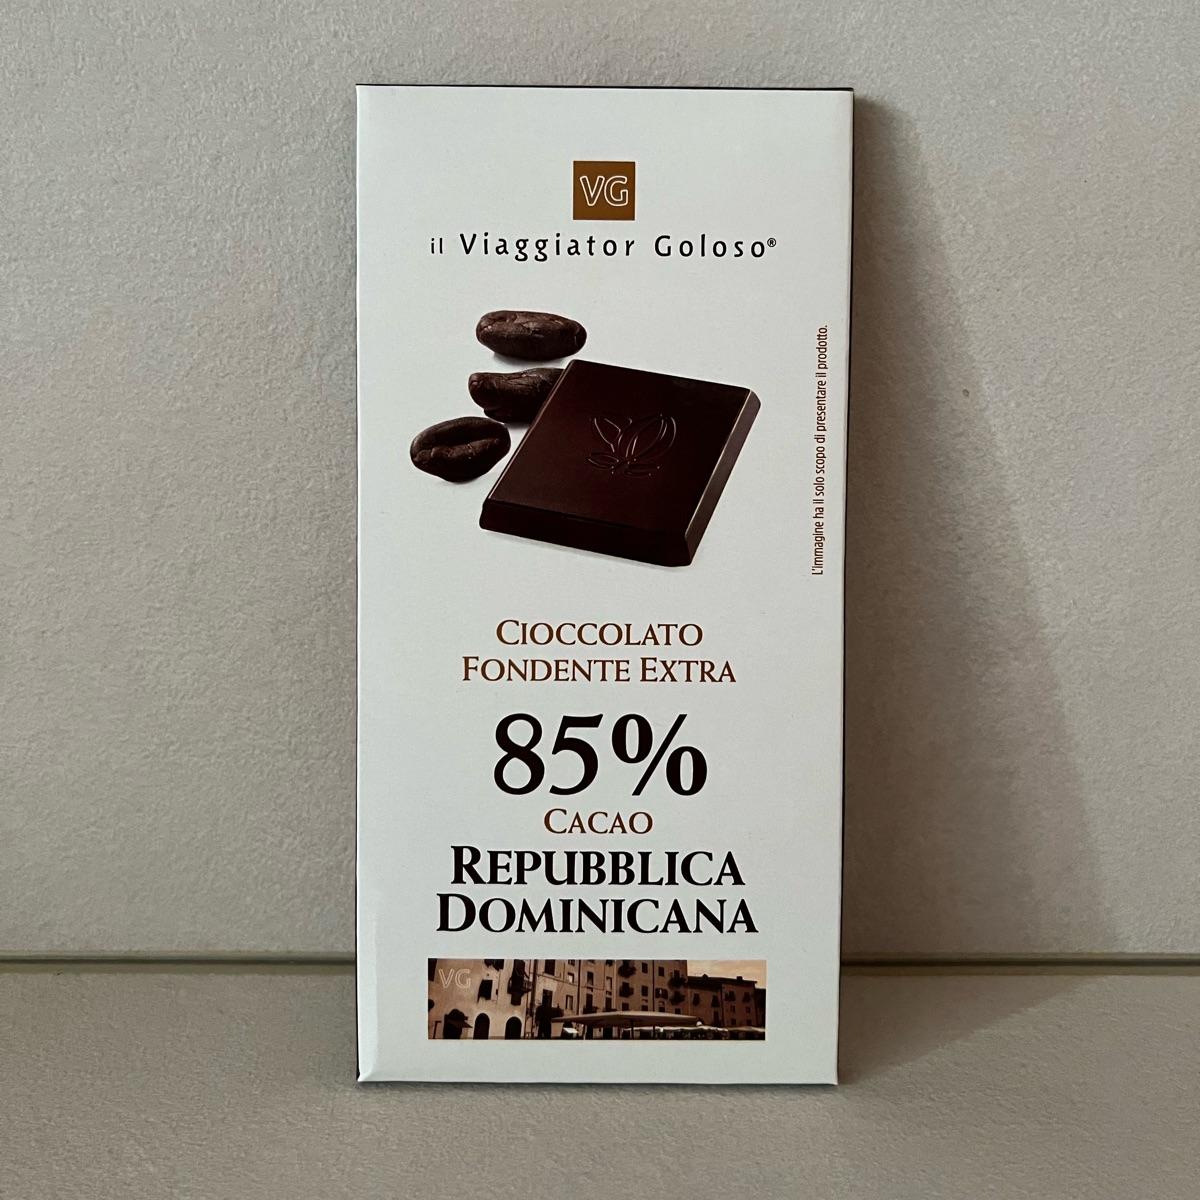 VG
il Viaggiator Goloso®
L'immagine ha il solo scopo di presentare il prodotto.
CIOCCOLATO
FONDENTE EXTRA
85%
CACAO
REPUBBLICA
DOMINICANA
VG